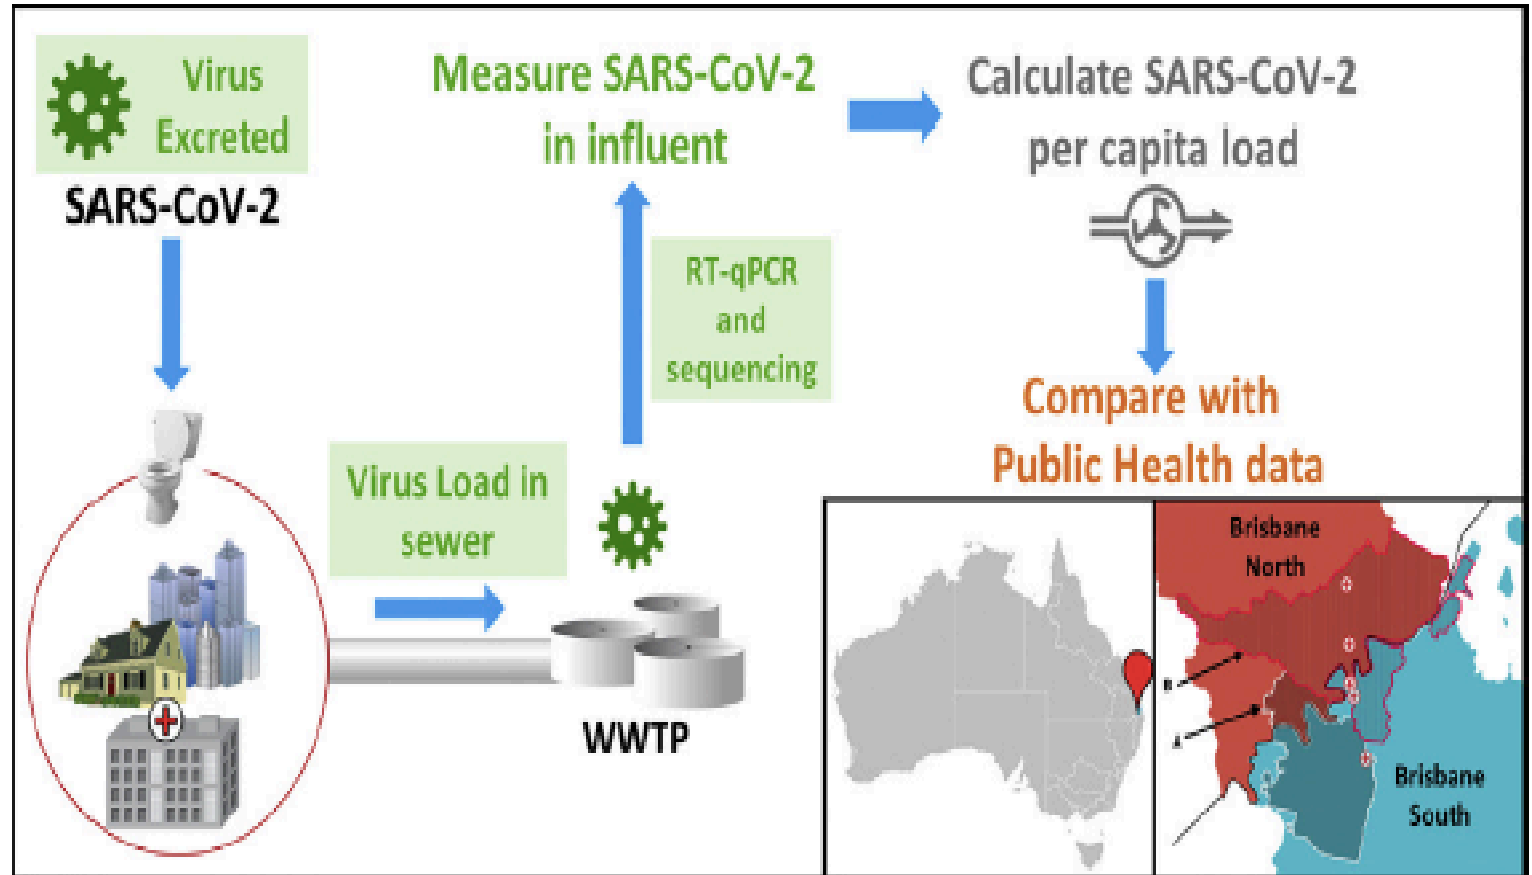 Virus
Excreted
SARS-CoV-2
Measure SARS-CoV-2
in influent
Calculate SARS-CoV-2
per capita load
RT-qPCR
and
sequencing
Compare with
Public Health data
Virus Load in
sewer
WWTP
Brisbane
North
B
A
Brisbane
South